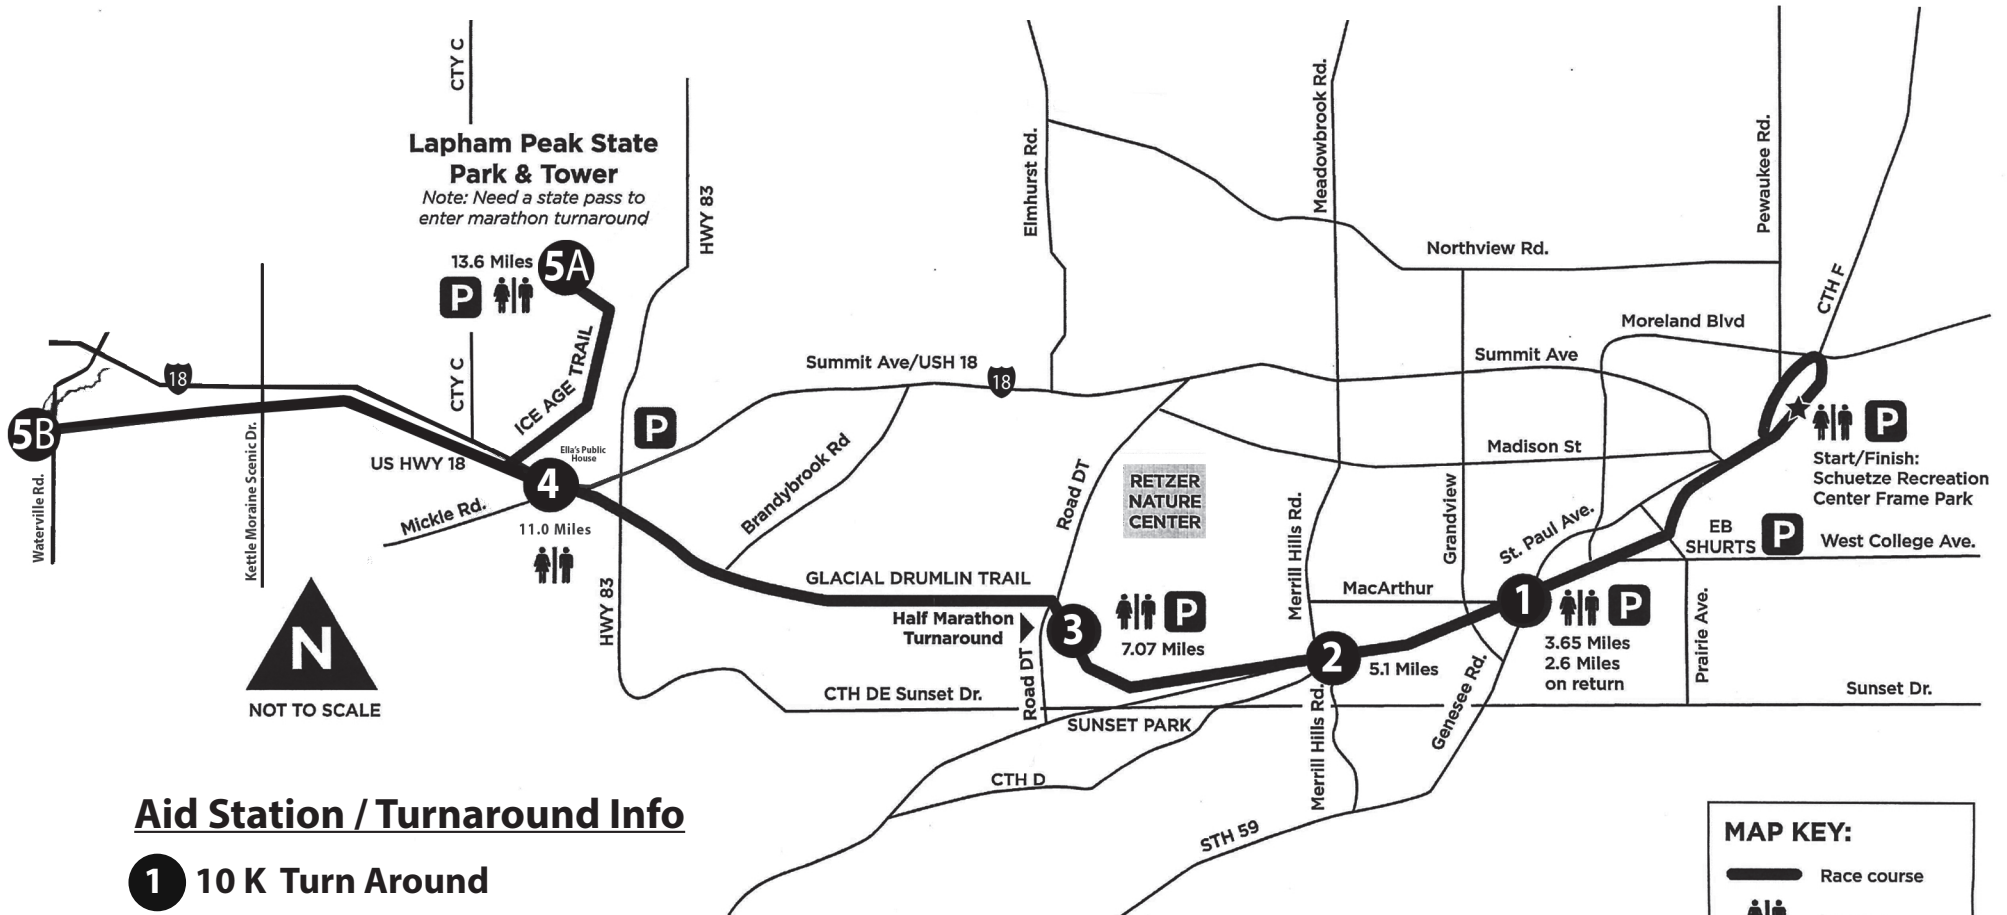 CTY C
Lapham Peak State
Park & Tower
Note: Need a state pass to
enter marathon turnaround
13.6 Miles
5A
P
HWY 83
Elmhurst Rd.
Meadowbrook Rd.
Pewaukee Rd.
Northview Rd.
CTH F
Moreland Blvd
Summit Ave
Summit Ave/USH 18
18
18
CTY C
ICE AGE TRAIL
P
5B
US HWY 18
Ella's Public
House
4
Mickle Rd.
11.0 Miles
Waterville Rd.
Kettle Moraine Scenic Dr.
Brandybrook Rd
Road DT
RETZER
NATURE
CENTER
Madison St
P
Start/Finish:
Schuetze Recreation
Center Frame Park
Merrill Hills Rd.
Grandview
St. Paul Ave.
EB
SHURTS
P
West College Ave.
GLACIAL DRUMLIN TRAIL
Half Marathon
Turnaround
3
P
7.07 Miles
MacArthur
1
P
3.65 Miles
2.6 Miles
on return
Prairie Ave.
HWY 83
N
NOT TO SCALE
Road DT
2
5.1 Miles
Genesee Rd.
CTH DE Sunset Dr.
Sunset Dr.
SUNSET PARK
CTH D
Merrill Hills Rd.
STH 59
Aid Station / Turnaround Info
1 10 K Turn Around
MAP KEY:
Race course